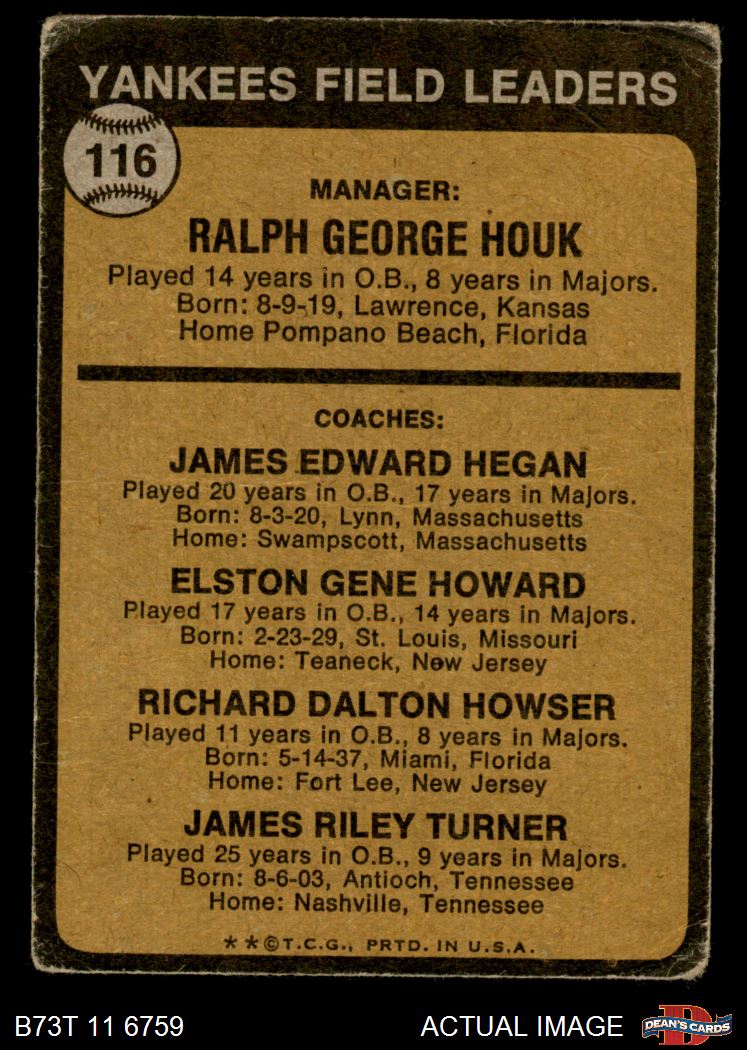 YANKEES FIELD LEADERS
116
MANAGER:
RALPH GEORGE HOUK
Played 14 years in O.B., 8 years in Majors.
Born: 8-9-19, Lawrence, Kansas
Home Pompano Beach, Florida
COACHES:
JAMES EDWARD HEGAN
Played 20 years in O.B., 17 years in Majors.
Born: 8-3-20, Lynn, Massachusetts
Home: Swampscott, Massachusetts
ELSTON GENE HOWARD
Played 17 years in O.B., 14 years in Majors.
Born: 2-23-29, St. Louis, Missouri
Home: Teaneck, New Jersey
RICHARD DALTON HOWSER
Played 11 years in O.B., 8 years in Majors.
Born: 5-14-37, Miami, Florida
Home: Fort Lee, New Jersey
JAMES RILEY TURNER
Played 25 years in O.B., 9 years in Majors.
Born: 8-6-03, Antioch, Tennessee
Home: Nashville, Tennessee
* * © T.C.G., PRTD. IN U.S.A.
B73T 11 6759
ACTUAL IMAGE
D
DEAN'S CARDS